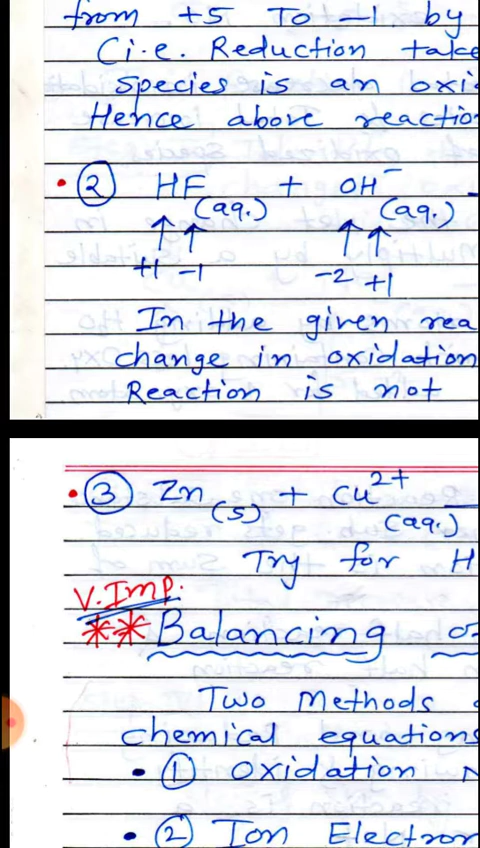 from +5 To -1 by
Ci.e. Reduction take
species is an oxi
Hence above reactio
• ② HF (aq.) + OH⁻ (aq.)
+1 -1 -2 +1
In the given rea
change in oxidation
Reaction is not
• ③ Zn (s) + Cu²⁺ (aq.)
Try for H
V.Imp.
** Balancing o
Two Methods
chemical equations
• ① Oxidation N
• ② Ion Electron